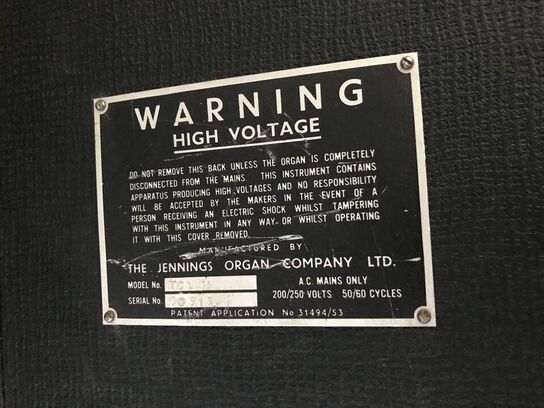 WARNING
HIGH VOLTAGE
DO NOT REMOVE THIS BACK UNLESS THE ORGAN IS COMPLETELY
DISCONNECTED FROM THE MAINS. THIS INSTRUMENT CONTAINS
APPARATUS PRODUCING HIGH VOLTAGES AND NO RESPONSIBILITY
WILL BE ACCEPTED BY THE MAKERS IN THE EVENT OF A
PERSON RECEIVING AN ELECTRIC SHOCK WHILST TAMPERING
WITH THIS INSTRUMENT IN ANY WAY OR WHILST OPERATING
IT WITH THIS COVER REMOVED.
MANUFACTURED BY
THE JENNINGS ORGAN COMPANY LTD.
MODEL No. A.C. MAINS ONLY
SERIAL No. 200/250 VOLTS 50/60 CYCLES
PATENT APPLICATION No 31494/53